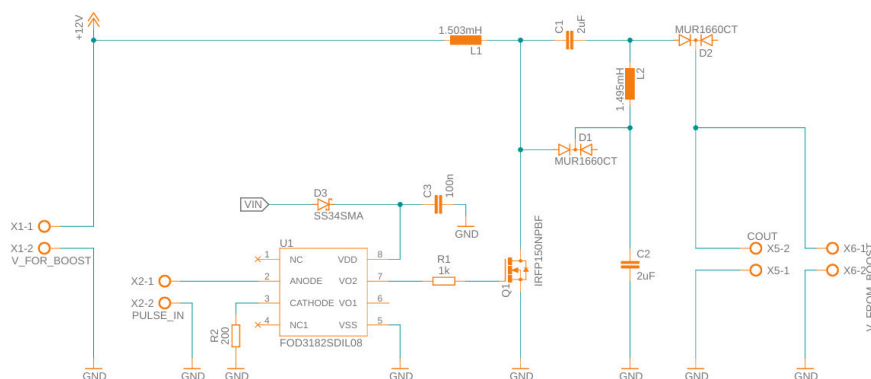 +12V
1.503mH
L1
C1
2uF
MUR1660CT
D2
L2
1.495mH
D1
MUR1660CT
D3
VIN
SS34SMA
C3
100n
GND
X1-1
X1-2
V_FOR_BOOST
U1
1
NC
VDD
8
2
ANODE
VO2
7
3
CATHODE
VO1
6
4
NC1
VSS
5
FOD3182SDIL08
X2-1
X2-2
PULSE_IN
R2
200
R1
1k
Q1
IRFP150NPBF
C2
2uF
COUT
X5-2
X5-1
X6-1
X6-2
V_FROM_BOOST
GND
GND
GND
GND
GND
GND
GND
GND